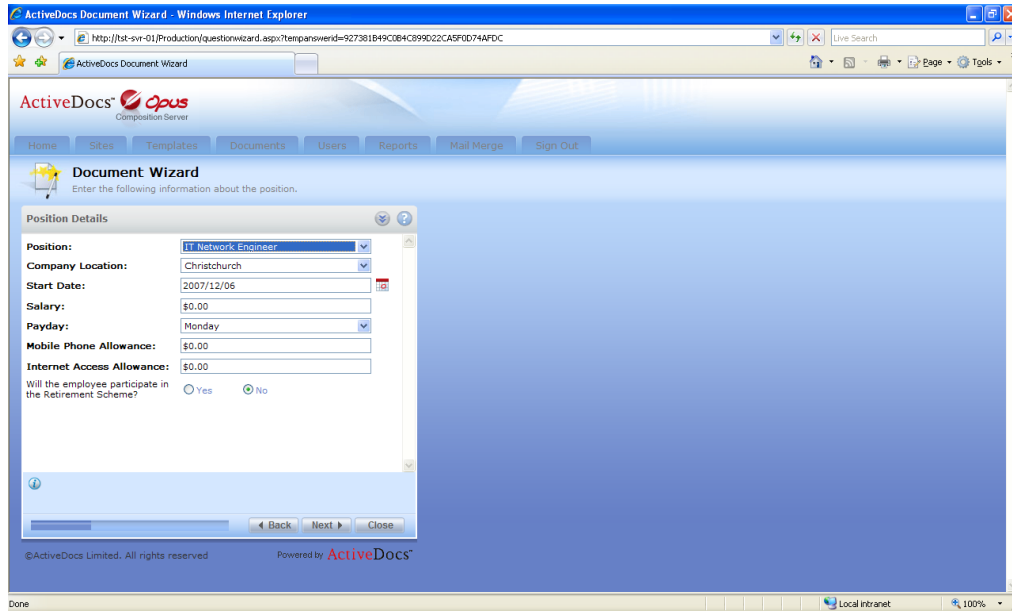 ActiveDocs Document Wizard - Windows Internet Explorer
http://tst-svr-01/Production/questionwizard.aspx?tempanswerid=927381B49C0B4C899D22CA5F0D74AFDC
Live Search
ActiveDocs Document Wizard
Page
Tools
ActiveDocs™ Opus
Composition Server
Home Sites Templates Documents Users Reports Mail Merge Sign Out
Document Wizard
Enter the following information about the position.
Position Details
Position: IT Network Engineer
Company Location: Christchurch
Start Date: 2007/12/06
Salary: $0.00
Payday: Monday
Mobile Phone Allowance: $0.00
Internet Access Allowance: $0.00
Will the employee participate in
the Retirement Scheme? Yes No
Back Next Close
©ActiveDocs Limited. All rights reserved Powered by ActiveDocs™
Done Local intranet 100%